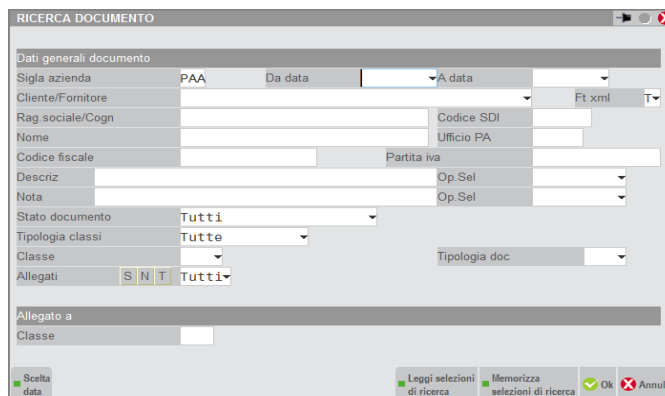 RICERCA DOCUMENTO
Dati generali documento
Sigla azienda PAA Da data A data
Cliente/Fornitore Ft xml T
Rag.sociale/Cogn Codice SDI
Nome Ufficio PA
Codice fiscale Partita iva
Descriz Op.Sel
Nota Op.Sel
Stato documento Tutti
Tipologia classi Tutte
Classe Tipologia doc
Allegati S N T Tutti
Allegato a
Classe
Scelta data Leggi selezioni di ricerca Memorizza selezioni di ricerca Ok Annul